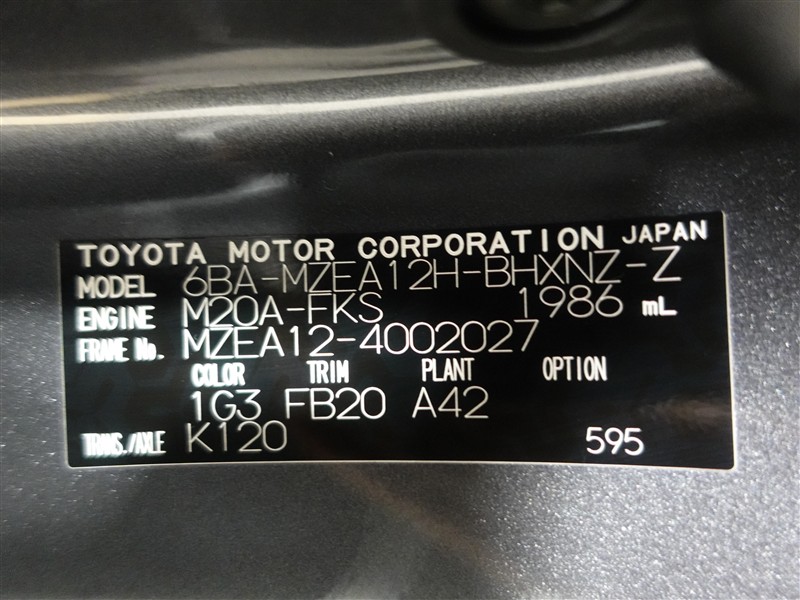 TOYOTA MOTOR CORPORATION JAPAN
MODEL 6BA-MZEA12H-BHXNZ-Z
ENGINE M20A-FKS 1986 mL
FRAME No. MZEA12-4002027
COLOR TRIM PLANT OPTION
1G3 FB20 A42
TRANS./AXLE K120 595